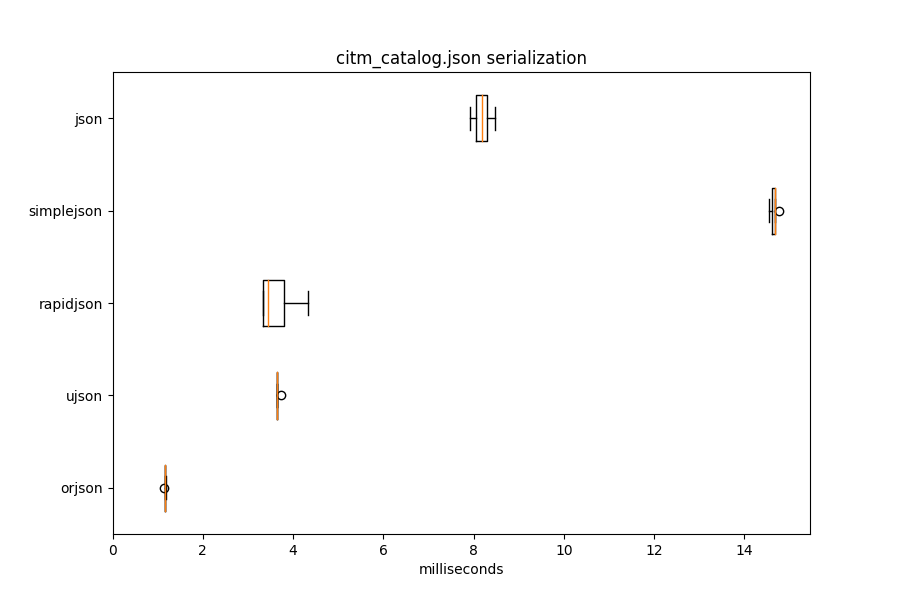 citm_catalog.json serialization
json
simplejson
rapidjson
ujson
orjson
0 2 4 6 8 10 12 14
milliseconds